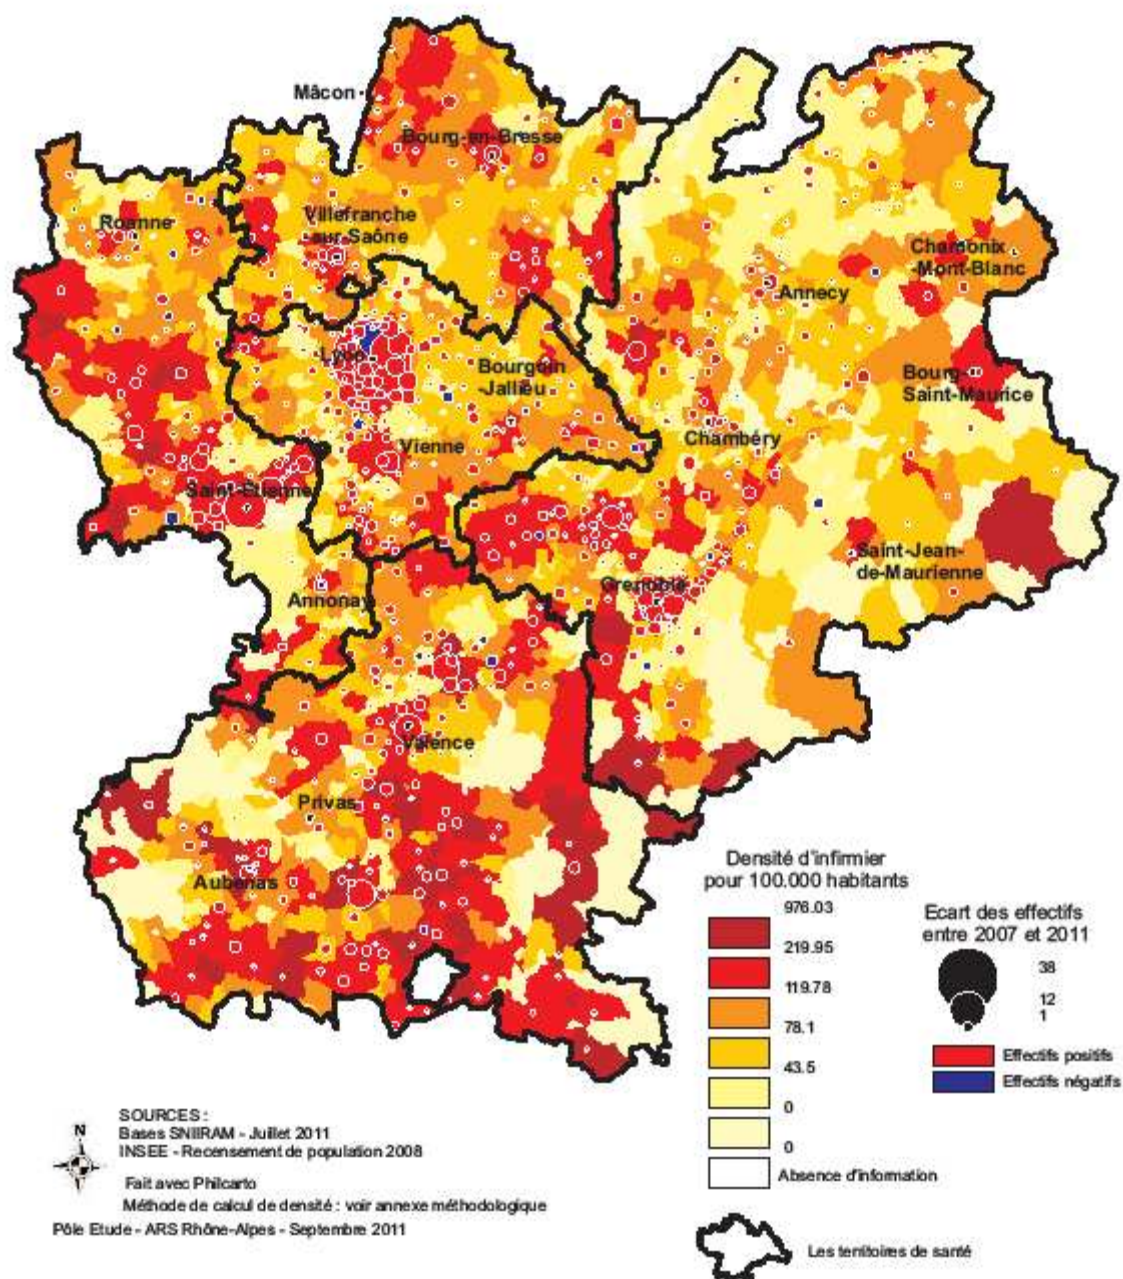 Mâcon
Bourg-en-Bresse
Roanne
Villefranche
-sur-Saône
Chamonix
-Mont-Blanc
Annecy
Lyon
Bourgoin
-Jallieu
Bourg-
Saint-Maurice
Vienne
Chambéry
Saint-Etienne
Saint-Jean-
de-Maurienne
Annonay
Grenoble
Valence
Privas
Aubenas
Densité d'infirmier
pour 100.000 habitants
976.03
219.95
119.78
78.1
43.5
0
0
Absence d'information
Ecart des effectifs
entre 2007 et 2011
38
12
1
Effectifs positifs
Effectifs négatifs
Les territoires de santé
N
SOURCES :
Bases SNIIRAM - Juillet 2011
INSEE - Recensement de population 2008
Fait avec Philcarto
Méthode de calcul de densité : voir annexe méthodologique
Pôle Etude - ARS Rhône-Alpes - Septembre 2011